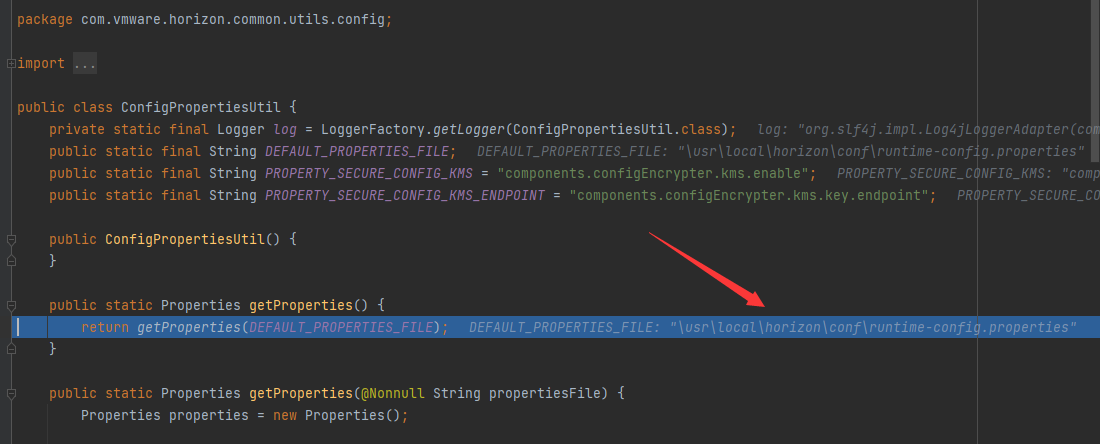 package com.vmware.horizon.common.utils.config;
import ...
public class ConfigPropertiesUtil {
private static final Logger log = LoggerFactory.getLogger(ConfigPropertiesUtil.class); log: "org.slf4j.impl.Log4jLoggerAdapter(com
public static final String DEFAULT_PROPERTIES_FILE; DEFAULT_PROPERTIES_FILE: "\usr\local\horizon\conf\runtime-config.properties"
public static final String PROPERTY_SECURE_CONFIG_KMS = "components.configEncrypter.kms.enable"; PROPERTY_SECURE_CONFIG_KMS: "comp
public static final String PROPERTY_SECURE_CONFIG_KMS_ENDPOINT = "components.configEncrypter.kms.key.endpoint"; PROPERTY_SECURE_CO
public ConfigPropertiesUtil() {
}
public static Properties getProperties() {
return getProperties(DEFAULT_PROPERTIES_FILE); DEFAULT_PROPERTIES_FILE: "\usr\local\horizon\conf\runtime-config.properties"
}
public static Properties getProperties(@Nonnull String propertiesFile) {
Properties properties = new Properties();